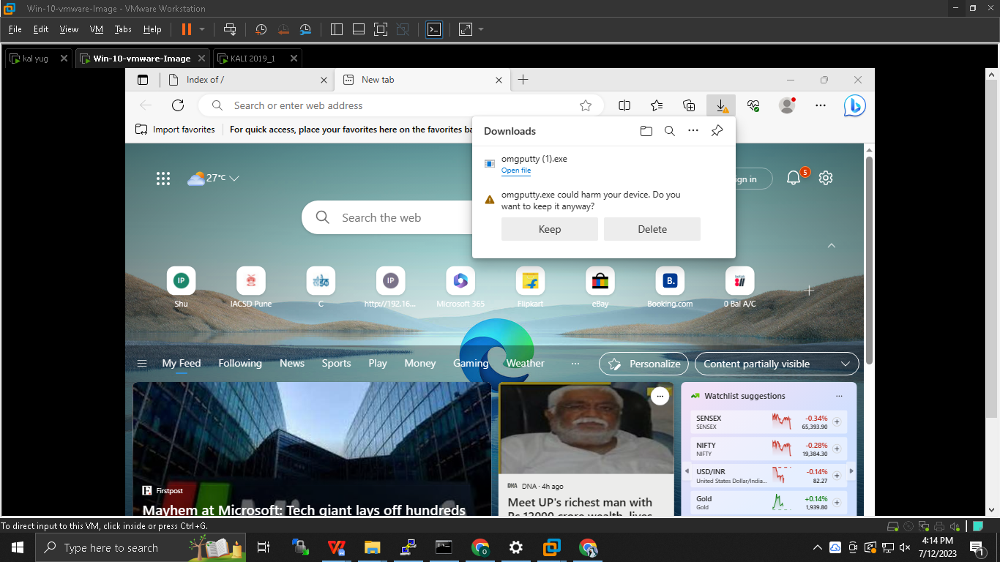 Win-10-vmware-Image - VMware Workstation
File Edit View VM Tabs Help
kal yug Win-10-vmware-Image KALI 2019_1
Index of / New tab
Search or enter web address
Import favorites For quick access, place your favorites here on the favorites ba
Downloads
omgputty (1).exe
Open file
omgputty.exe could harm your device. Do you
want to keep it anyway?
Keep Delete
27°C
ign in
5
Search the web
IP IP B.
Shu IACSD Pune C http://192.16... Microsoft 365 Flipkart eBay Booking.com 0 Bal A/C
My Feed Following News Sports Play Money Gaming Weather ... Personalize Content partially visible
Firstpost
Mayhem at Microsoft: Tech giant lays off hundreds
DNA DNA · 4h ago
Meet UP's richest man with
Rs 12000 crore wealth, lives
Watchlist suggestions
SENSEX -0.34%
SENSEX 65,393.90
NIFTY -0.28%
NIFTY 19,384.30
USD/INR -0.14%
United States Dollar/India... 82.27
Gold +0.14%
Gold 1,939.80
To direct input to this VM, click inside or press Ctrl+G.
Type here to search
4:14 PM
7/12/2023
1